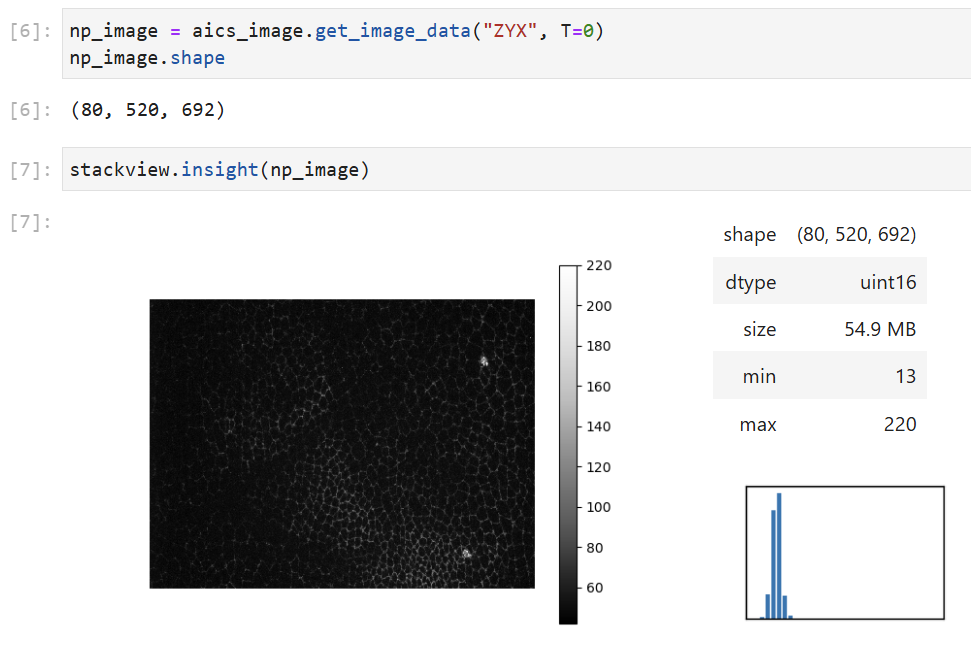 [6]: np_image = aics_image.get_image_data("ZYX", T=0)
np_image.shape
[6]: (80, 520, 692)
[7]: stackview.insight(np_image)
[7]:
shape (80, 520, 692)
dtype uint16
size 54.9 MB
min 13
max 220
220
200
180
160
140
120
100
80
60